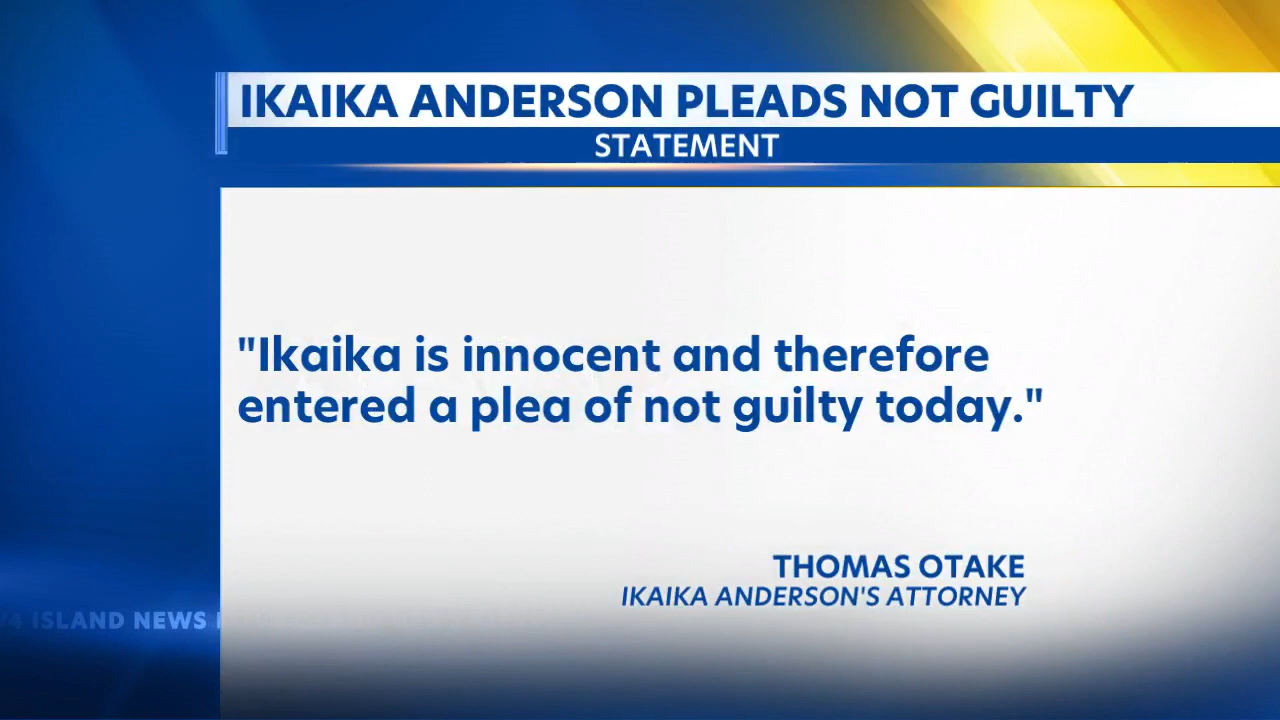 IKAIKA ANDERSON PLEADS NOT GUILTY
STATEMENT
"Ikaika is innocent and therefore
entered a plea of not guilty today."
THOMAS OTAKE
IKAIKA ANDERSON'S ATTORNEY
ISLAND NEWS